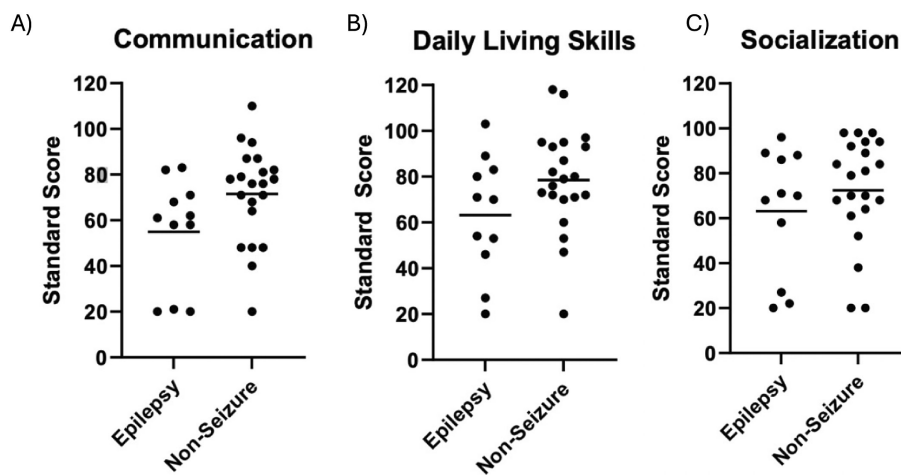 A)
Communication
Standard Score
120
100
80
60
40
20
0
Epilepsy
Non-Seizure
B)
Daily Living Skills
Standard Score
120
100
80
60
40
20
0
Epilepsy
Non-Seizure
C)
Socialization
Standard Score
120
100
80
60
40
20
0
Epilepsy
Non-Seizure